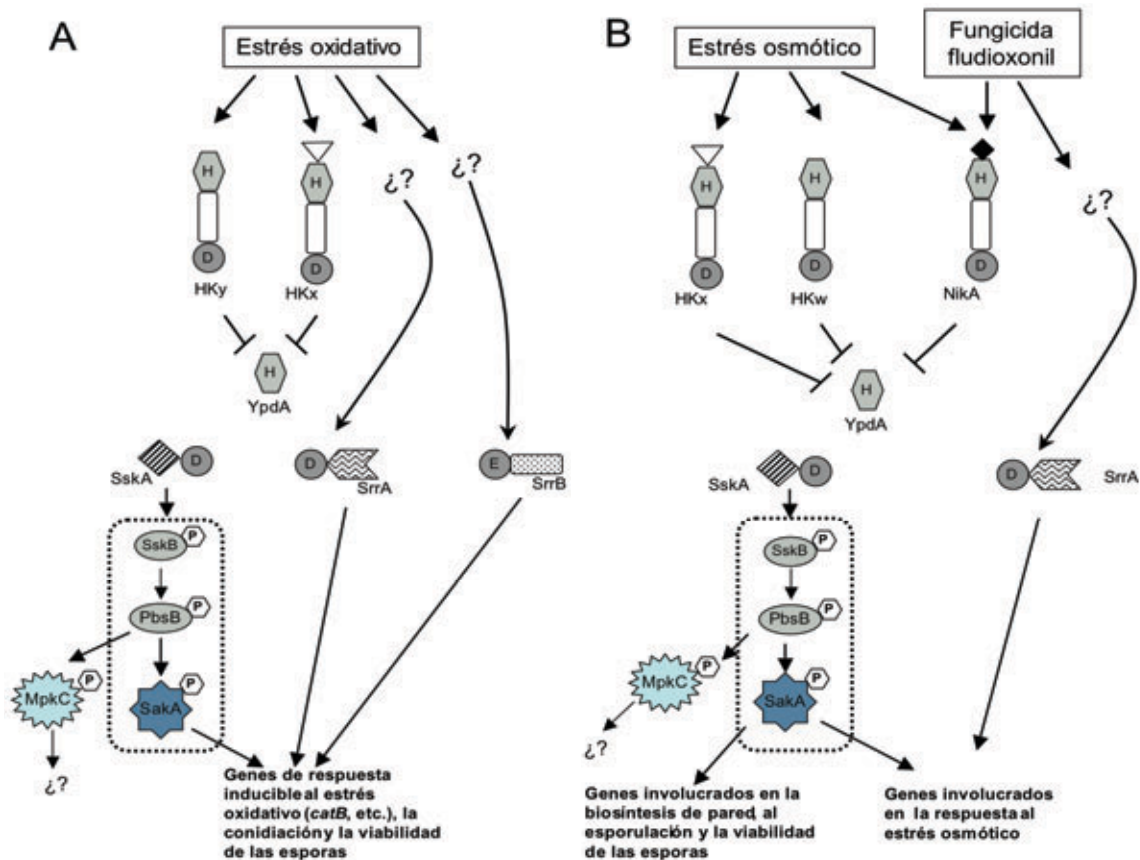 A
Estrés oxidativo
H
D
HKy
H
D
HKx
¿?
¿?
H
YpdA
SskA
D
D
SrrA
E
SrrB
SskB
P
PbsB
P
MpkC
P
SakA
P
¿?
Genes de respuesta
inducible al estrés
oxidativo (catB, etc.), la
conidiación y la viabilidad
de las esporas
B
Estrés osmótico
Fungicida
fludioxonil
H
D
HKx
H
D
HKw
H
D
NikA
¿?
H
YpdA
SskA
D
D
SrrA
SskB
P
PbsB
P
MpkC
P
SakA
P
¿?
Genes involucrados en la
biosíntesis de pared, al
esporulación y la viabilidad
de las esporas
Genes involucrados
en la respuesta al
estrés osmótico